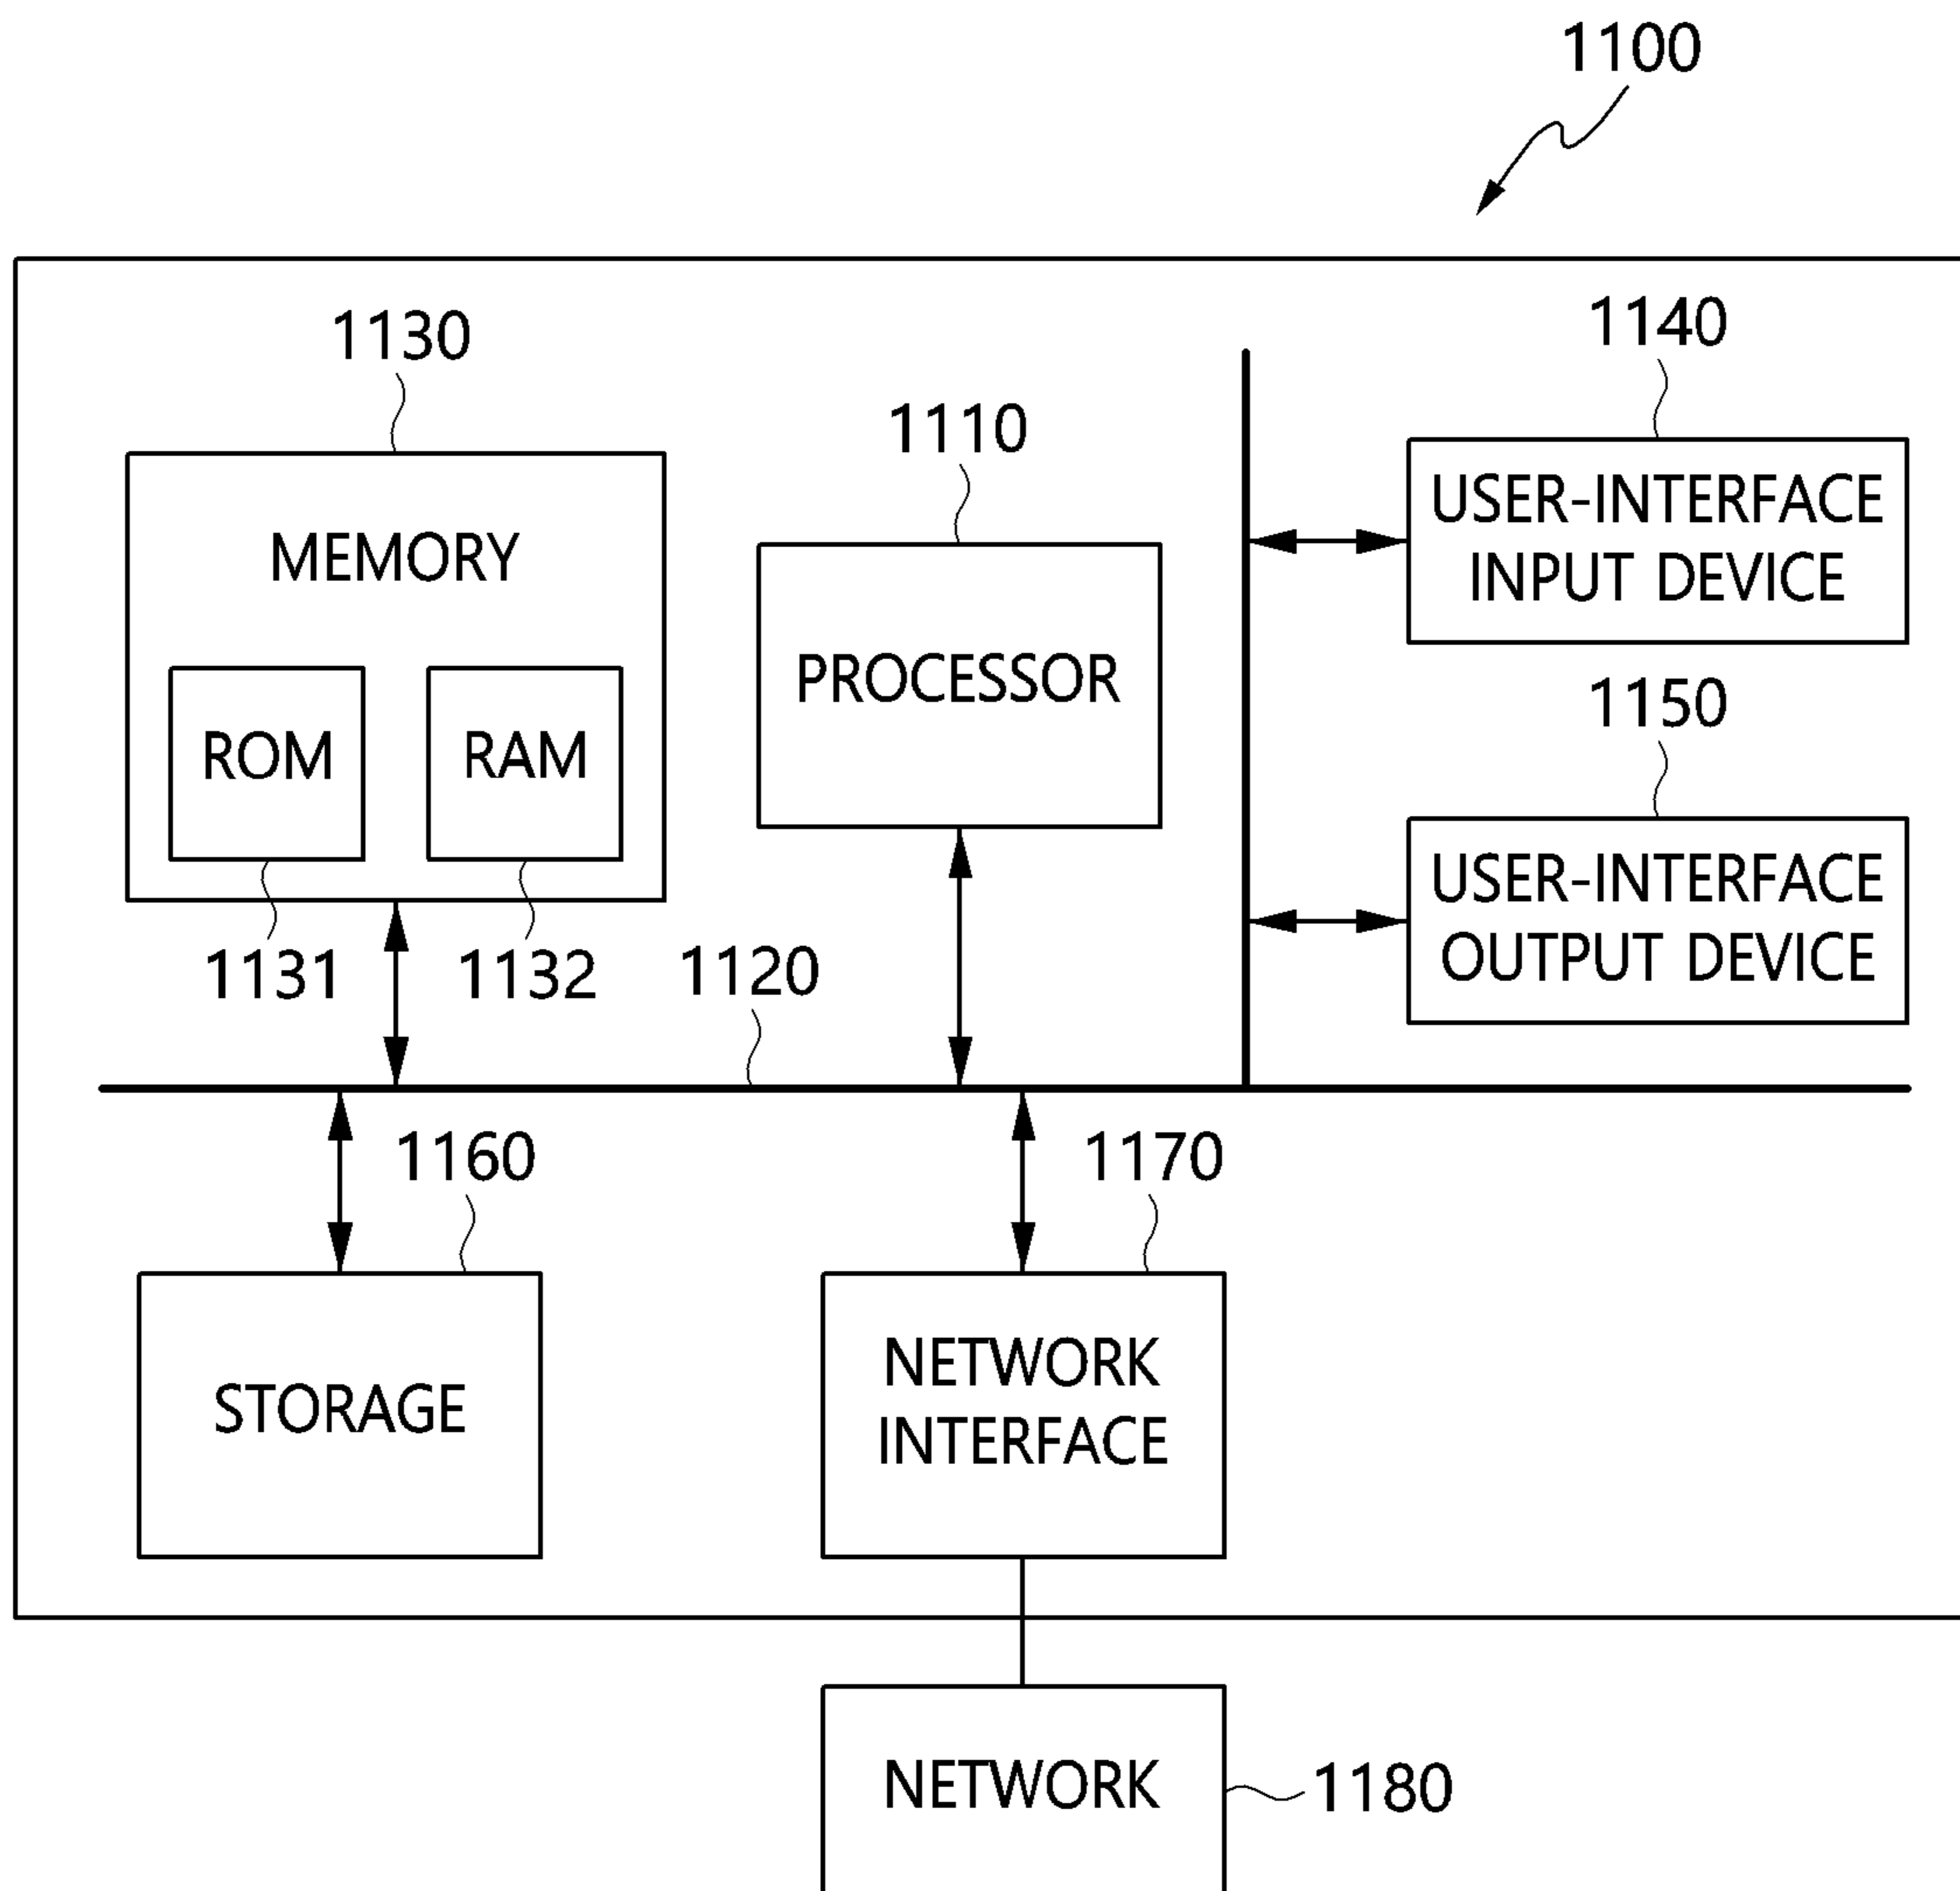 1100
1130
1140
1110
USER-INTERFACE
INPUT DEVICE
MEMORY
PROCESSOR
1150
ROM
RAM
USER-INTERFACE
OUTPUT DEVICE
1131
1132
1120
1160
1170
STORAGE
NETWORK
INTERFACE
NETWORK
1180